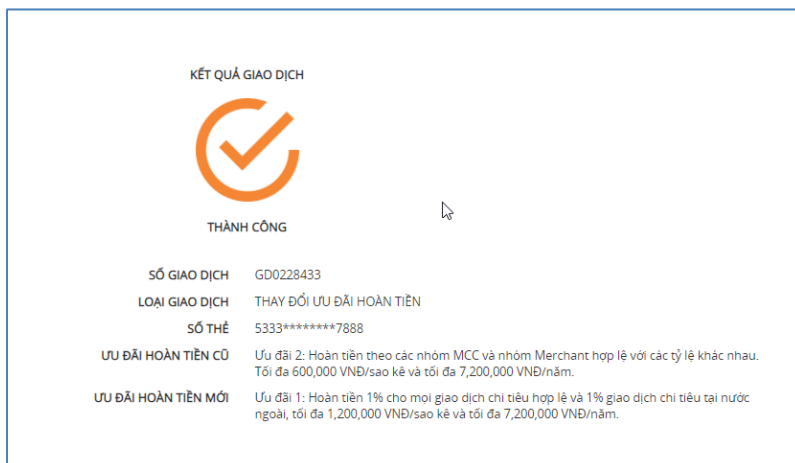 KẾT QUẢ GIAO DỊCH
THÀNH CÔNG
SỐ GIAO DỊCH GD0228433
LOẠI GIAO DỊCH THAY ĐỔI ƯU ĐÃI HOÀN TIỀN
SỐ THẺ 5333********7888
ƯU ĐÃI HOÀN TIỀN CŨ Ưu đãi 2: Hoàn tiền theo các nhóm MCC và nhóm Merchant hợp lệ với các tỷ lệ khác nhau.
Tối đa 600,000 VNĐ/sao kê và tối đa 7,200,000 VNĐ/năm.
ƯU ĐÃI HOÀN TIỀN MỚI Ưu đãi 1: Hoàn tiền 1% cho mọi giao dịch chi tiêu hợp lệ và 1% giao dịch chi tiêu tại nước
ngoài, tối đa 1,200,000 VNĐ/sao kê và tối đa 7,200,000 VNĐ/năm.